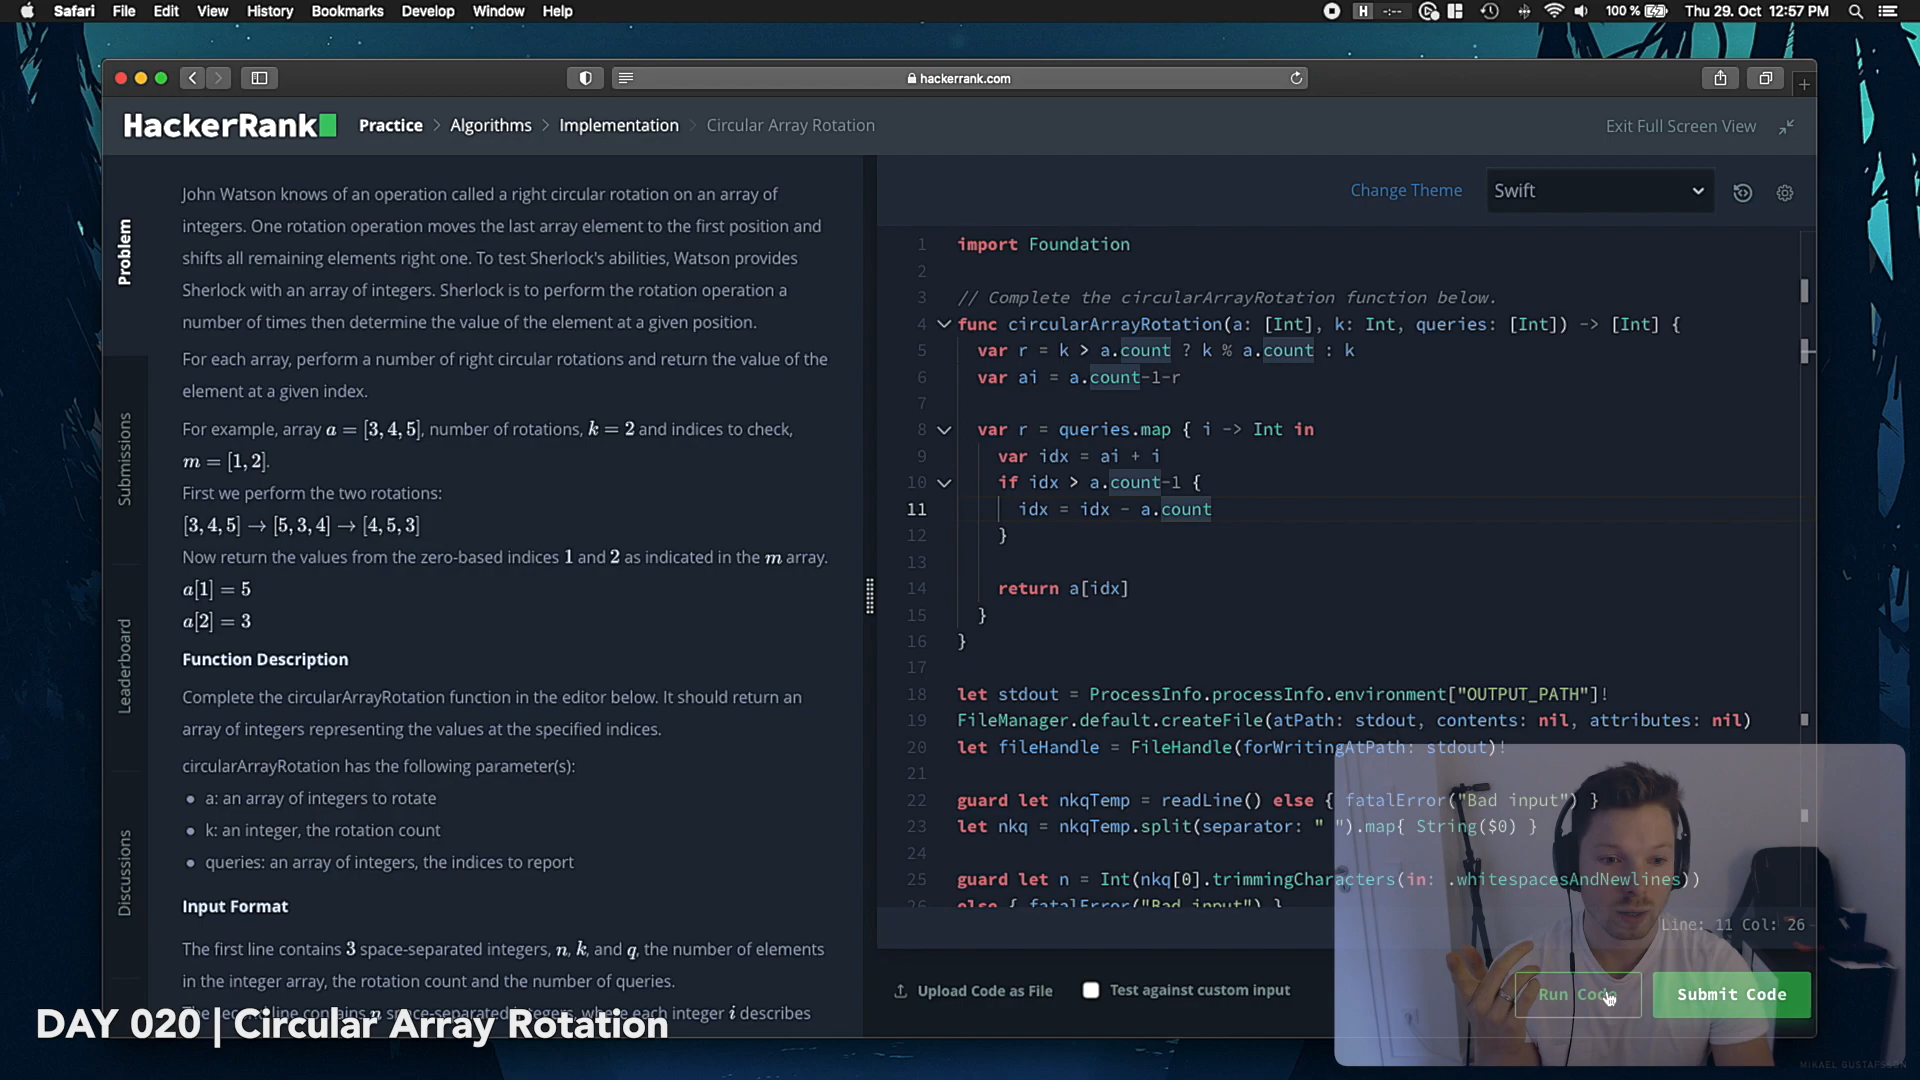 Safari File Edit View History Bookmarks Develop Window Help
H --:-- 100 % Thu 29. Oct 12:57 PM
hackerrank.com
HackerRank Practice > Algorithms > Implementation > Circular Array Rotation
Exit Full Screen View
Problem
Submissions
Leaderboard
Discussions
John Watson knows of an operation called a right circular rotation on an array of
integers. One rotation operation moves the last array element to the first position and
shifts all remaining elements right one. To test Sherlock's abilities, Watson provides
Sherlock with an array of integers. Sherlock is to perform the rotation operation a
number of times then determine the value of the element at a given position.
For each array, perform a number of right circular rotations and return the value of the
element at a given index.
For example, array a = [3, 4, 5], number of rotations, k = 2 and indices to check,
m = [1, 2].
First we perform the two rotations:
[3, 4, 5] → [5, 3, 4] → [4, 5, 3]
Now return the values from the zero-based indices 1 and 2 as indicated in the m array.
a[1] = 5
a[2] = 3
Function Description
Complete the circularArrayRotation function in the editor below. It should return an
array of integers representing the values at the specified indices.
circularArrayRotation has the following parameter(s):
• a: an array of integers to rotate
• k: an integer, the rotation count
• queries: an array of integers, the indices to report
Input Format
The first line contains 3 space-separated integers, n, k, and q, the number of elements
in the integer array, the rotation count and the number of queries.
The second line contains n space-separated integers, where each integer i describes
Change Theme Swift
1 import Foundation
2
3 // Complete the circularArrayRotation function below.
4 func circularArrayRotation(a: [Int], k: Int, queries: [Int]) -> [Int] {
5 var r = k > a.count ? k % a.count : k
6 var ai = a.count-1-r
7
8 var r = queries.map { i -> Int in
9 var idx = ai + i
10 if idx > a.count-1 {
11 idx = idx - a.count
12 }
13
14 return a[idx]
15 }
16 }
17
18 let stdout = ProcessInfo.processInfo.environment["OUTPUT_PATH"]!
19 FileManager.default.createFile(atPath: stdout, contents: nil, attributes: nil)
20 let fileHandle = FileHandle(forWritingAtPath: stdout)!
21
22 guard let nkqTemp = readLine() else { fatalError("Bad input") }
23 let nkq = nkqTemp.split(separator: " ").map{ String($0) }
24
25 guard let n = Int(nkq[0].trimmingCharacters(in: .whitespacesAndNewlines))
26 else { fatalError("Bad input") }
Line: 11 Col: 26
Upload Code as File Test against custom input Run Code Submit Code
DAY 020 | Circular Array Rotation
MIKAEL GUSTAFSSON